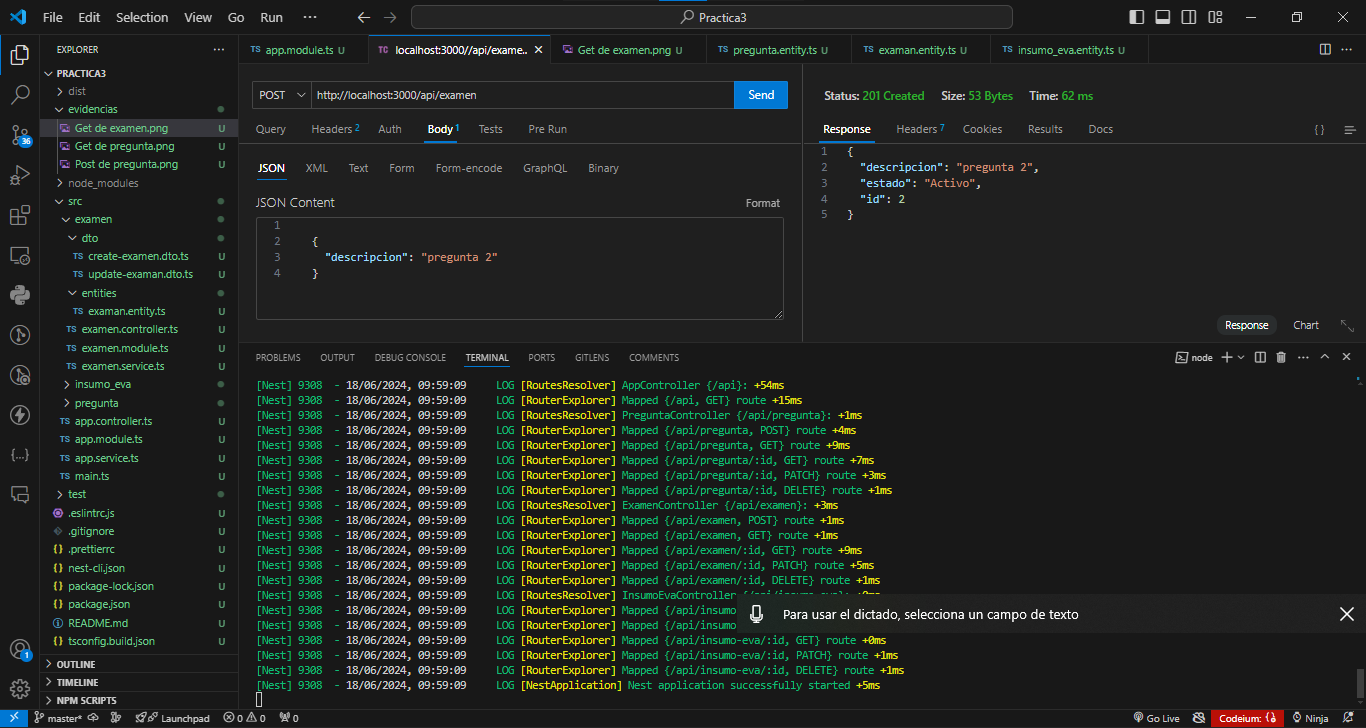 File Edit Selection View Go Run ··· Practica3
EXPLORER ···
PRACTICA3
dist
evidencias
Get de examen.png U
Get de pregunta.png U
Post de pregunta.png U
node_modules
src
examen
dto
TS create-examen.dto.ts U
TS update-examan.dto.ts U
entities
TS examan.entity.ts U
TS examen.controller.ts U
TS examen.module.ts U
TS examen.service.ts U
insumo_eva
pregunta
TS app.controller.ts U
TS app.module.ts U
TS app.service.ts U
TS main.ts U
test
.eslintrc.js U
.gitignore U
{} .prettierrc U
{} nest-cli.json U
{} package-lock.json U
{} package.json U
README.md U
{} tsconfig.build.json U
OUTLINE
TIMELINE
NPM SCRIPTS
36
1
TS app.module.ts U
TC localhost:3000//api/exame..
Get de examen.png U
TS pregunta.entity.ts U
TS examan.entity.ts U
TS insumo_eva.entity.ts U
POST http://localhost:3000/api/examen Send
Query Headers 2 Auth Body 1 Tests Pre Run
JSON XML Text Form Form-encode GraphQL Binary
JSON Content Format
1
2 {
3 "descripcion": "pregunta 2"
4 }
Status: 201 Created Size: 53 Bytes Time: 62 ms
Response Headers 7 Cookies Results Docs { }
1 {
2 "descripcion": "pregunta 2",
3 "estado": "Activo",
4 "id": 2
5 }
Response Chart
PROBLEMS OUTPUT DEBUG CONSOLE TERMINAL PORTS GITLENS COMMENTS node
[Nest] 9308 - 18/06/2024, 09:59:09 LOG [RoutesResolver] AppController {/api}: +54ms
[Nest] 9308 - 18/06/2024, 09:59:09 LOG [RouterExplorer] Mapped {/api, GET} route +15ms
[Nest] 9308 - 18/06/2024, 09:59:09 LOG [RoutesResolver] PreguntaController {/api/pregunta}: +1ms
[Nest] 9308 - 18/06/2024, 09:59:09 LOG [RouterExplorer] Mapped {/api/pregunta, POST} route +4ms
[Nest] 9308 - 18/06/2024, 09:59:09 LOG [RouterExplorer] Mapped {/api/pregunta, GET} route +9ms
[Nest] 9308 - 18/06/2024, 09:59:09 LOG [RouterExplorer] Mapped {/api/pregunta/:id, GET} route +7ms
[Nest] 9308 - 18/06/2024, 09:59:09 LOG [RouterExplorer] Mapped {/api/pregunta/:id, PATCH} route +3ms
[Nest] 9308 - 18/06/2024, 09:59:09 LOG [RouterExplorer] Mapped {/api/pregunta/:id, DELETE} route +1ms
[Nest] 9308 - 18/06/2024, 09:59:09 LOG [RoutesResolver] ExamenController {/api/examen}: +3ms
[Nest] 9308 - 18/06/2024, 09:59:09 LOG [RouterExplorer] Mapped {/api/examen, POST} route +1ms
[Nest] 9308 - 18/06/2024, 09:59:09 LOG [RouterExplorer] Mapped {/api/examen, GET} route +1ms
[Nest] 9308 - 18/06/2024, 09:59:09 LOG [RouterExplorer] Mapped {/api/examen/:id, GET} route +9ms
[Nest] 9308 - 18/06/2024, 09:59:09 LOG [RouterExplorer] Mapped {/api/examen/:id, PATCH} route +5ms
[Nest] 9308 - 18/06/2024, 09:59:09 LOG [RouterExplorer] Mapped {/api/examen/:id, DELETE} route +1ms
[Nest] 9308 - 18/06/2024, 09:59:09 LOG [RoutesResolver] InsumoEvaController
[Nest] 9308 - 18/06/2024, 09:59:09 LOG [RouterExplorer] Mapped {/api/insumo
[Nest] 9308 - 18/06/2024, 09:59:09 LOG [RouterExplorer] Mapped {/api/insumo
[Nest] 9308 - 18/06/2024, 09:59:09 LOG [RouterExplorer] Mapped {/api/insumo-eva/:id, GET} route +0ms
[Nest] 9308 - 18/06/2024, 09:59:09 LOG [RouterExplorer] Mapped {/api/insumo-eva/:id, PATCH} route +1ms
[Nest] 9308 - 18/06/2024, 09:59:09 LOG [RouterExplorer] Mapped {/api/insumo-eva/:id, DELETE} route +1ms
[Nest] 9308 - 18/06/2024, 09:59:09 LOG [NestApplication] Nest application successfully started +5ms
Para usar el dictado, selecciona un campo de texto
master* Launchpad 0 0 0 Go Live Codeium: {} Ninja